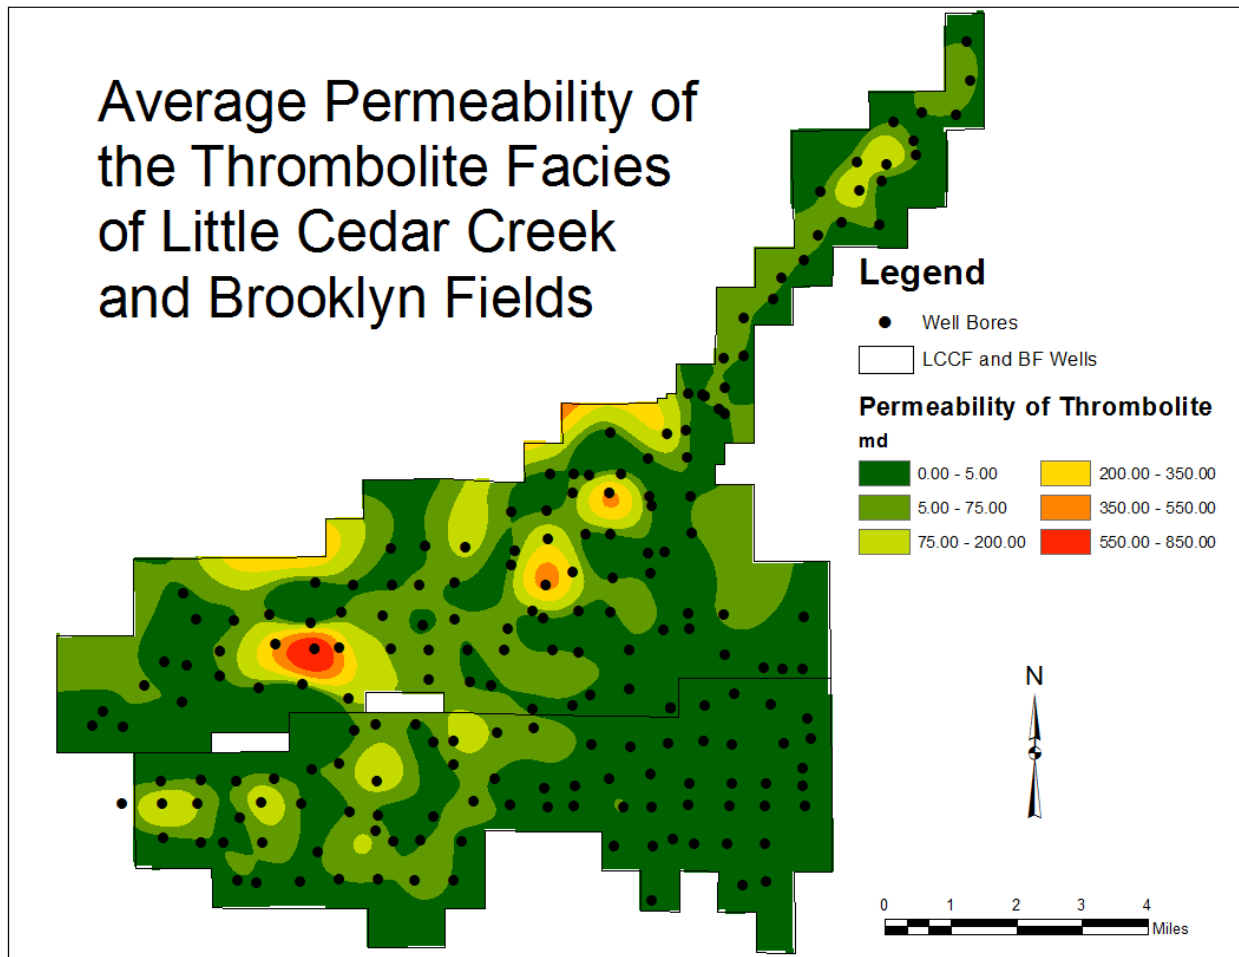 Average Permeability of
the Thrombolite Facies
of Little Cedar Creek
and Brooklyn Fields
Legend
Well Bores
LCCF and BF Wells
Permeability of Thrombolite
md
0.00 - 5.00
200.00 - 350.00
5.00 - 75.00
350.00 - 550.00
75.00 - 200.00
550.00 - 850.00
N
0 1 2 3 4
Miles